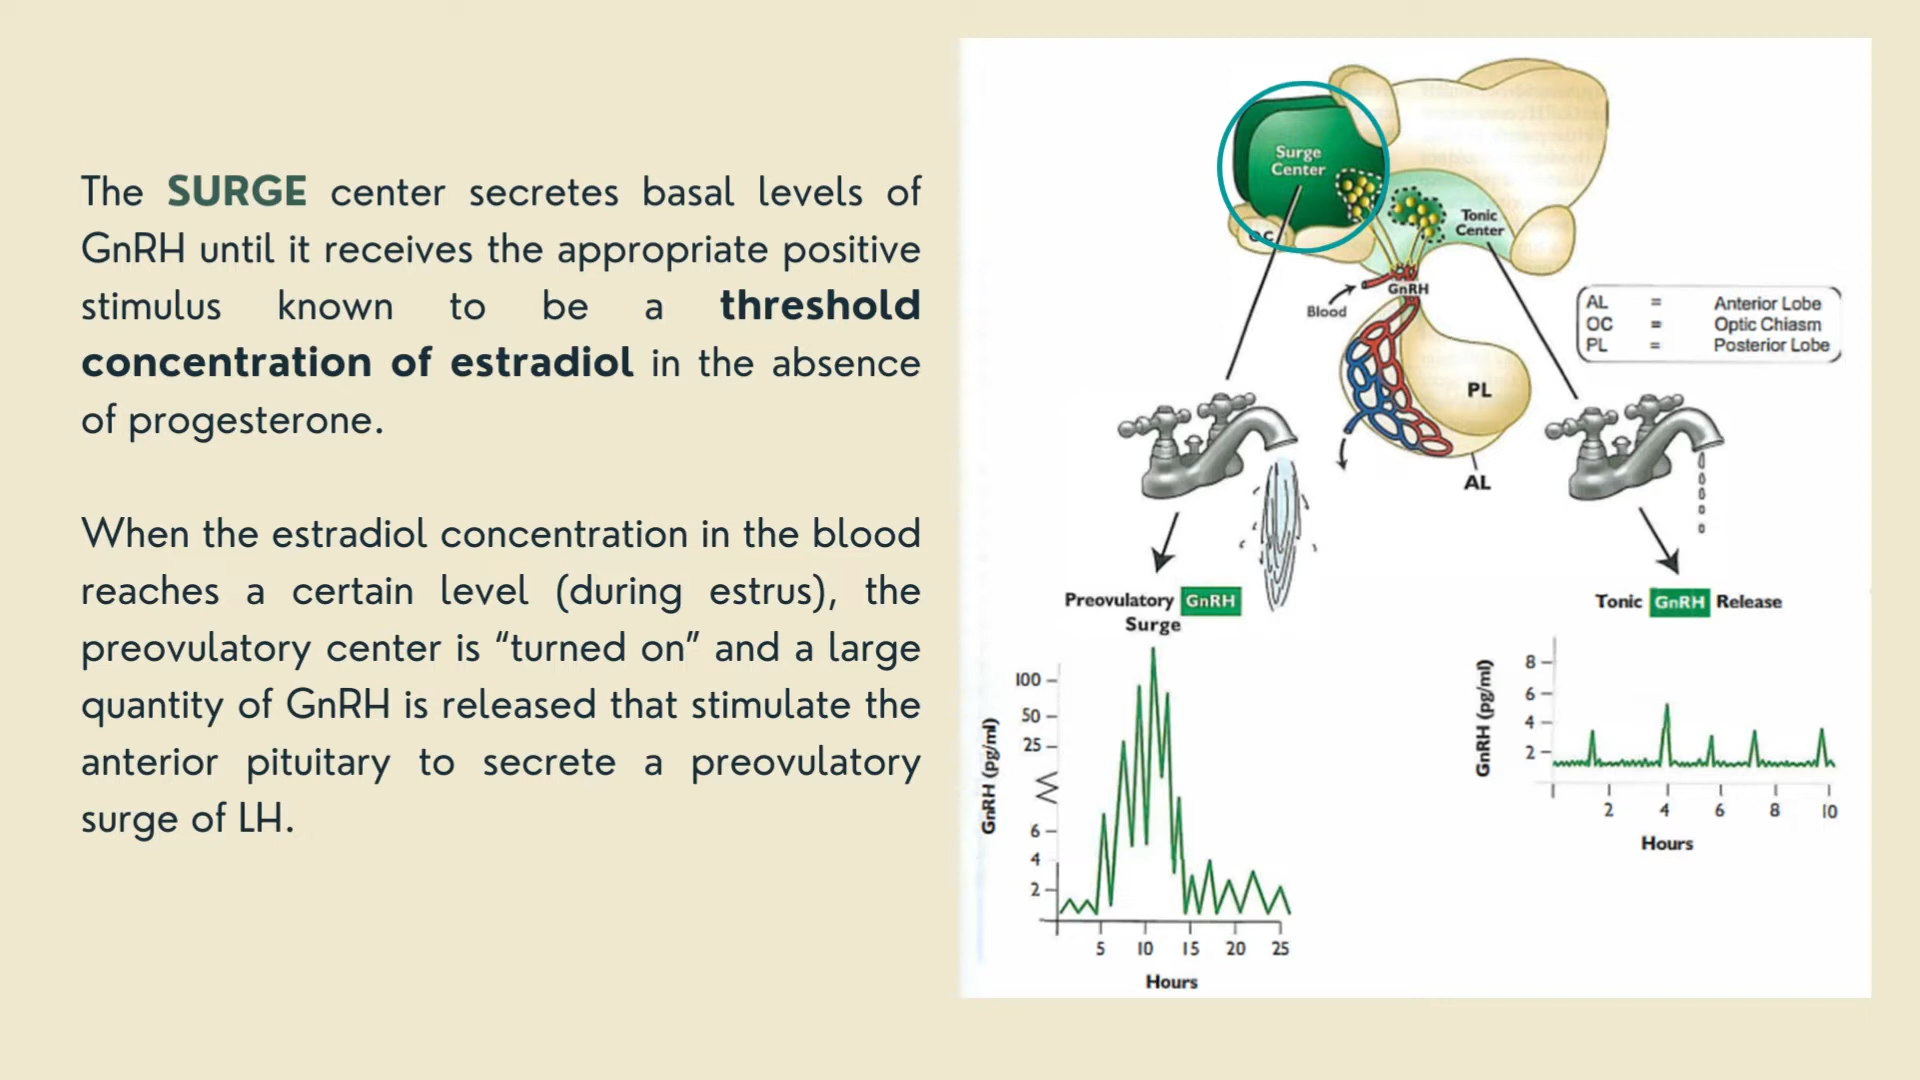 The SURGE center secretes basal levels of
GnRH until it receives the appropriate positive
stimulus known to be a threshold
concentration of estradiol in the absence
of progesterone.
When the estradiol concentration in the blood
reaches a certain level (during estrus), the
preovulatory center is “turned on” and a large
quantity of GnRH is released that stimulate the
anterior pituitary to secrete a preovulatory
surge of LH.
Surge
Center
OC
Tonic
Center
GnRH
Blood
AL = Anterior Lobe
OC = Optic Chiasm
PL = Posterior Lobe
PL
AL
Preovulatory GnRH
Surge
GnRH (pg/ml)
100
50
25
6
4
2
5 10 15 20 25
Hours
Tonic GnRH Release
GnRH (pg/ml)
8
6
4
2
2 4 6 8 10
Hours